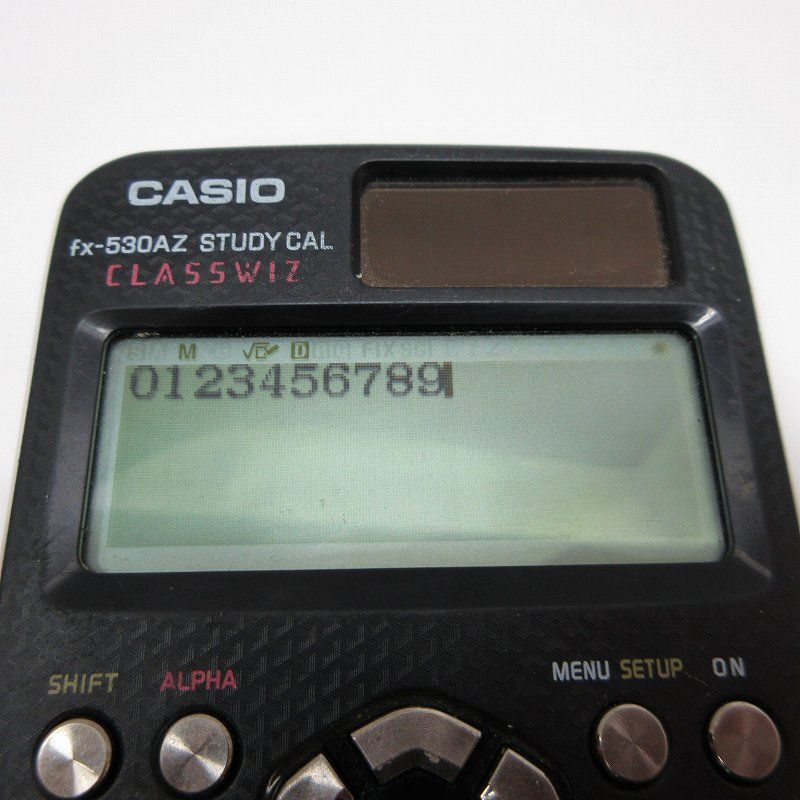 CASIO
fx-530AZ STUDY CAL
CLASSWIZ
M √ D
0123456789
SHIFT ALPHA MENU SETUP ON